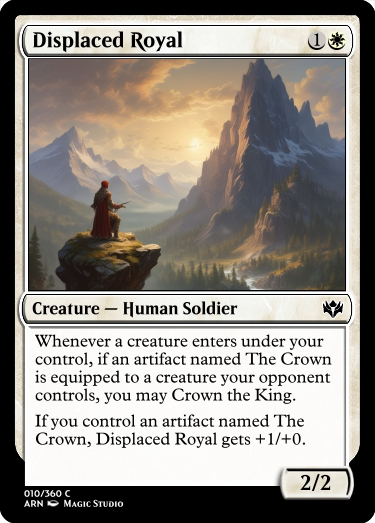 Displaced Royal 1
Creature — Human Soldier
Whenever a creature enters under your
control, if an artifact named The Crown
is equipped to a creature your opponent
controls, you may Crown the King.
If you control an artifact named The
Crown, Displaced Royal gets +1/+0.
2/2
010/360 C
ARN Magic Studio